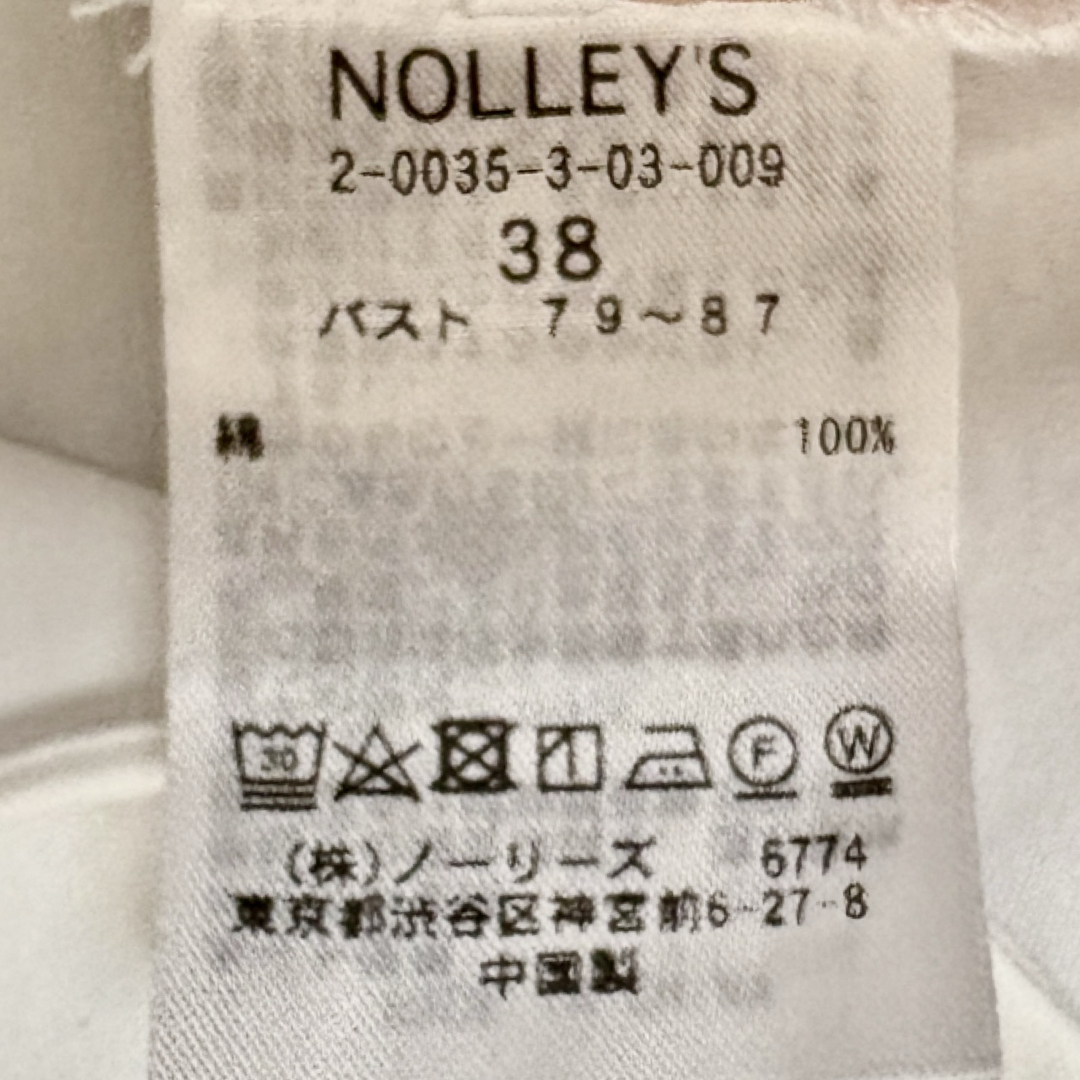 NOLLEY'S
2-0035-3-03-009
38
バスト 79～87
綿 100%
30 F W
(株)ノーリーズ 6774
東京都渋谷区神宮前6-27-8
中国製